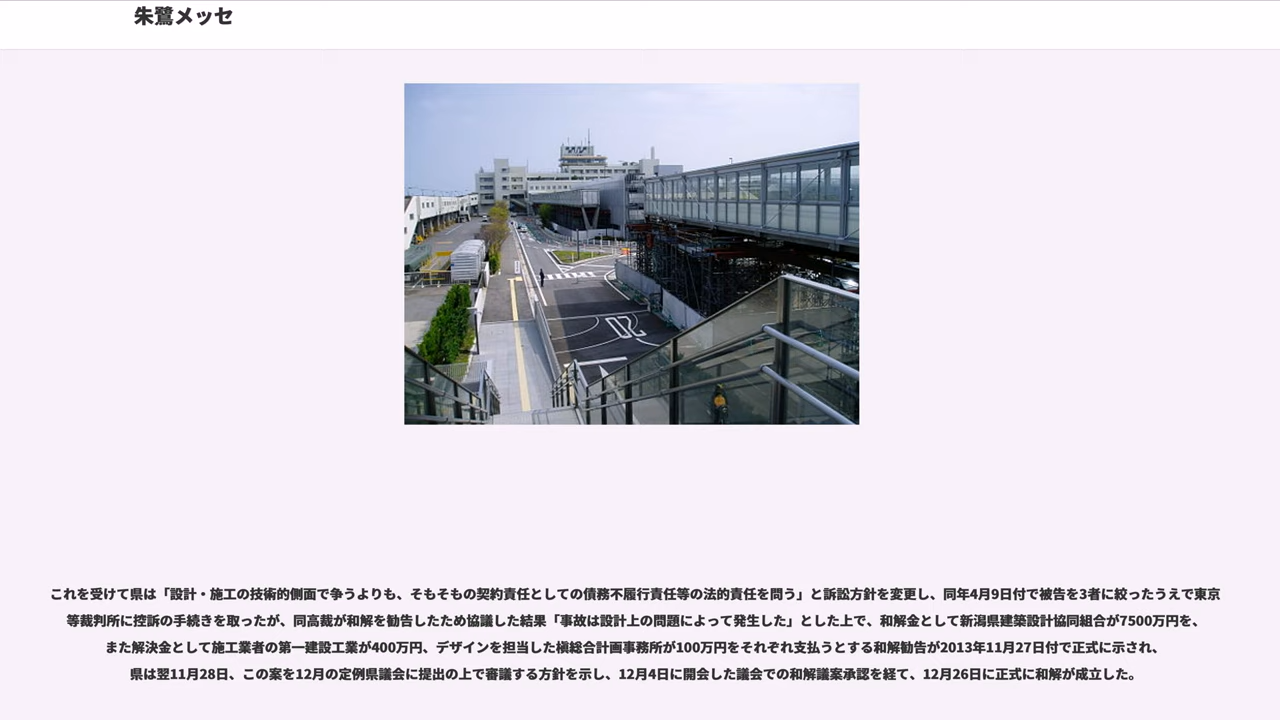 朱鷺メッセ
これを受けて県は「設計・施工の技術的側面で争うよりも、そもそもの契約責任としての債務不履行責任等の法的責任を問う」と訴訟方針を変更し、同年4月9日付で被告を3者に絞ったうえで東京
等裁判所に控訴の手続きを取ったが、同高裁が和解を勧告したため協議した結果「事故は設計上の問題によって発生した」とした上で、和解金として新潟県建築設計協同組合が7500万円を、
また解決金として施工業者の第一建設工業が400万円、デザインを担当した槇総合計画事務所が100万円をそれぞれ支払うとする和解勧告が2013年11月27日付で正式に示され、
県は翌11月28日、この案を12月の定例県議会に提出の上で審議する方針を示し、12月4日に開会した議会での和解議案承認を経て、12月26日に正式に和解が成立した。